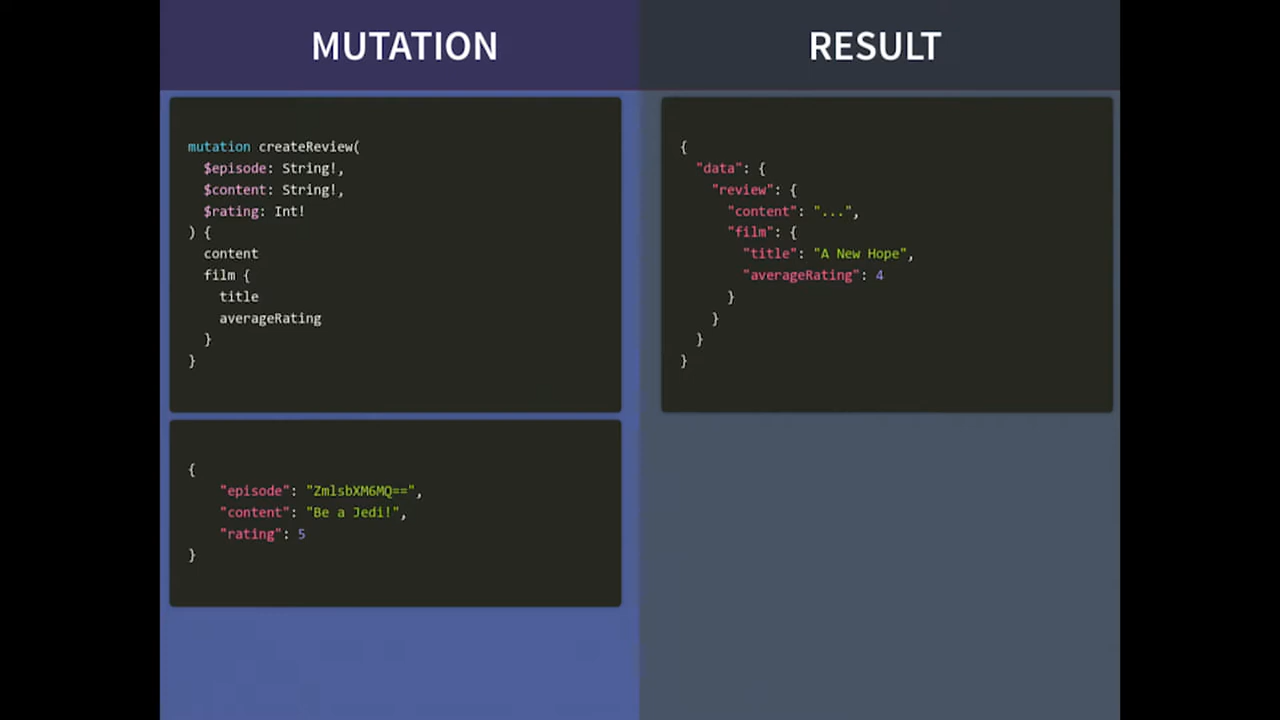 MUTATION
mutation createReview(
$episode: String!,
$content: String!,
$rating: Int!
) {
content
film {
title
averageRating
}
}
{
"episode": "ZmlsbXM6MQ==",
"content": "Be a Jedi!",
"rating": 5
}
RESULT
{
"data": {
"review": {
"content": "...",
"film": {
"title": "A New Hope",
"averageRating": 4
}
}
}
}